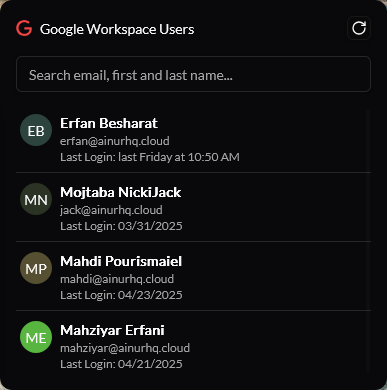 Google Workspace Users
Search email, first and last name...
EB
Erfan Besharat
erfan@ainurhq.cloud
Last Login: last Friday at 10:50 AM
MN
Mojtaba NickiJack
jack@ainurhq.cloud
Last Login: 03/31/2025
MP
Mahdi Pourismaiel
mahdi@ainurhq.cloud
Last Login: 04/23/2025
ME
Mahziyar Erfani
mahziyar@ainurhq.cloud
Last Login: 04/21/2025